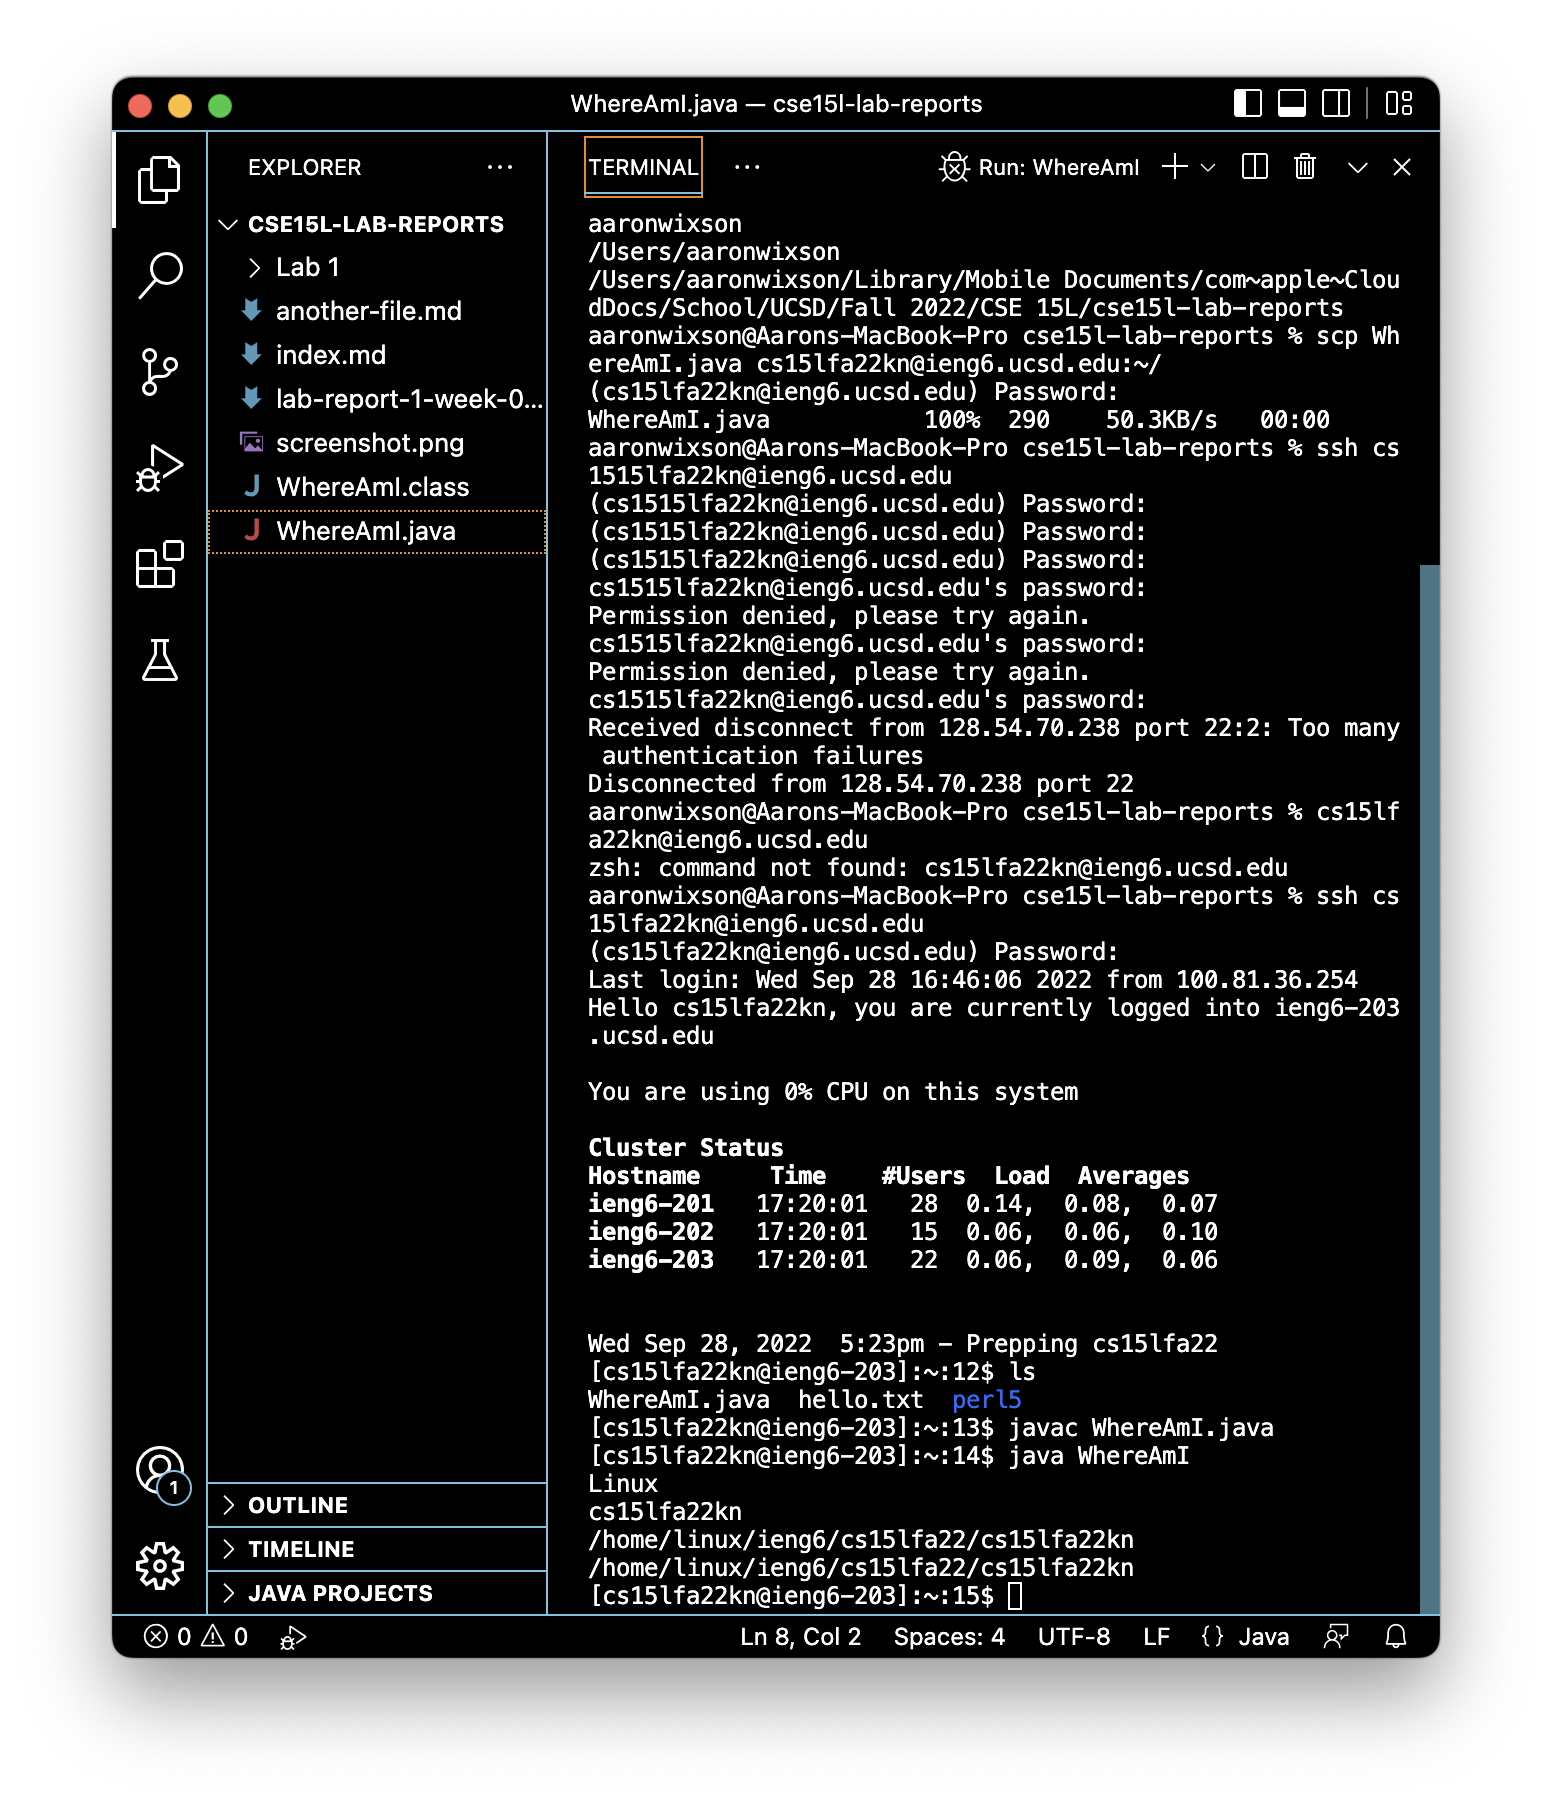 WhereAmI.java — cse15l-lab-reports
EXPLORER ···
CSE15L-LAB-REPORTS
Lab 1
another-file.md
index.md
lab-report-1-week-0...
screenshot.png
WhereAmI.class
WhereAmI.java
OUTLINE
TIMELINE
JAVA PROJECTS
1
TERMINAL ··· Run: WhereAmI
aaronwixson
/Users/aaronwixson
/Users/aaronwixson/Library/Mobile Documents/com~apple~Clou
dDocs/School/UCSD/Fall 2022/CSE 15L/cse15l-lab-reports
aaronwixson@Aarons-MacBook-Pro cse15l-lab-reports % scp Wh
ereAmI.java cs15lfa22kn@ieng6.ucsd.edu:~/
(cs15lfa22kn@ieng6.ucsd.edu) Password:
WhereAmI.java           100%  290    50.3KB/s   00:00
aaronwixson@Aarons-MacBook-Pro cse15l-lab-reports % ssh cs
1515lfa22kn@ieng6.ucsd.edu
(cs1515lfa22kn@ieng6.ucsd.edu) Password:
(cs1515lfa22kn@ieng6.ucsd.edu) Password:
(cs1515lfa22kn@ieng6.ucsd.edu) Password:
cs1515lfa22kn@ieng6.ucsd.edu's password:
Permission denied, please try again.
cs1515lfa22kn@ieng6.ucsd.edu's password:
Permission denied, please try again.
cs1515lfa22kn@ieng6.ucsd.edu's password:
Received disconnect from 128.54.70.238 port 22:2: Too many
 authentication failures
Disconnected from 128.54.70.238 port 22
aaronwixson@Aarons-MacBook-Pro cse15l-lab-reports % cs15lf
a22kn@ieng6.ucsd.edu
zsh: command not found: cs15lfa22kn@ieng6.ucsd.edu
aaronwixson@Aarons-MacBook-Pro cse15l-lab-reports % ssh cs
15lfa22kn@ieng6.ucsd.edu
(cs15lfa22kn@ieng6.ucsd.edu) Password:
Last login: Wed Sep 28 16:46:06 2022 from 100.81.36.254
Hello cs15lfa22kn, you are currently logged into ieng6-203
.ucsd.edu
You are using 0% CPU on this system
Cluster Status
Hostname     Time    #Users  Load  Averages
ieng6-201   17:20:01   28  0.14,  0.08,  0.07
ieng6-202   17:20:01   15  0.06,  0.06,  0.10
ieng6-203   17:20:01   22  0.06,  0.09,  0.06
Wed Sep 28, 2022  5:23pm - Prepping cs15lfa22
[cs15lfa22kn@ieng6-203]:~:12$ ls
WhereAmI.java  hello.txt  perl5
[cs15lfa22kn@ieng6-203]:~:13$ javac WhereAmI.java
[cs15lfa22kn@ieng6-203]:~:14$ java WhereAmI
Linux
cs15lfa22kn
/home/linux/ieng6/cs15lfa22/cs15lfa22kn
/home/linux/ieng6/cs15lfa22/cs15lfa22kn
[cs15lfa22kn@ieng6-203]:~:15$
0 0 Ln 8, Col 2 Spaces: 4 UTF-8 LF {} Java